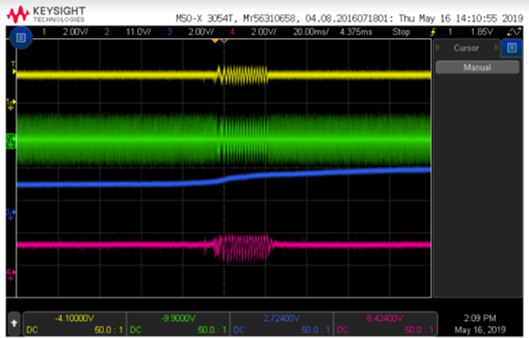 KEYSIGHT
TECHNOLOGIES
MSO-X 3054T, MY56310658, 04.08.2016071801: Thu May 16 14:10:55 2019
1 2.00V/ 2 11.0V/ 3 2.00V/ 4 2.00V/ 20.00ms/ 4.375ms Stop 1 1.85V
Cursor
Manual
-4.10000V -9.9000V 2.72400V 6.42400V 2:09 PM
DC 50.0 : 1 DC 50.0 : 1 DC 50.0 : 1 DC 50.0 : 1 May 16, 2019